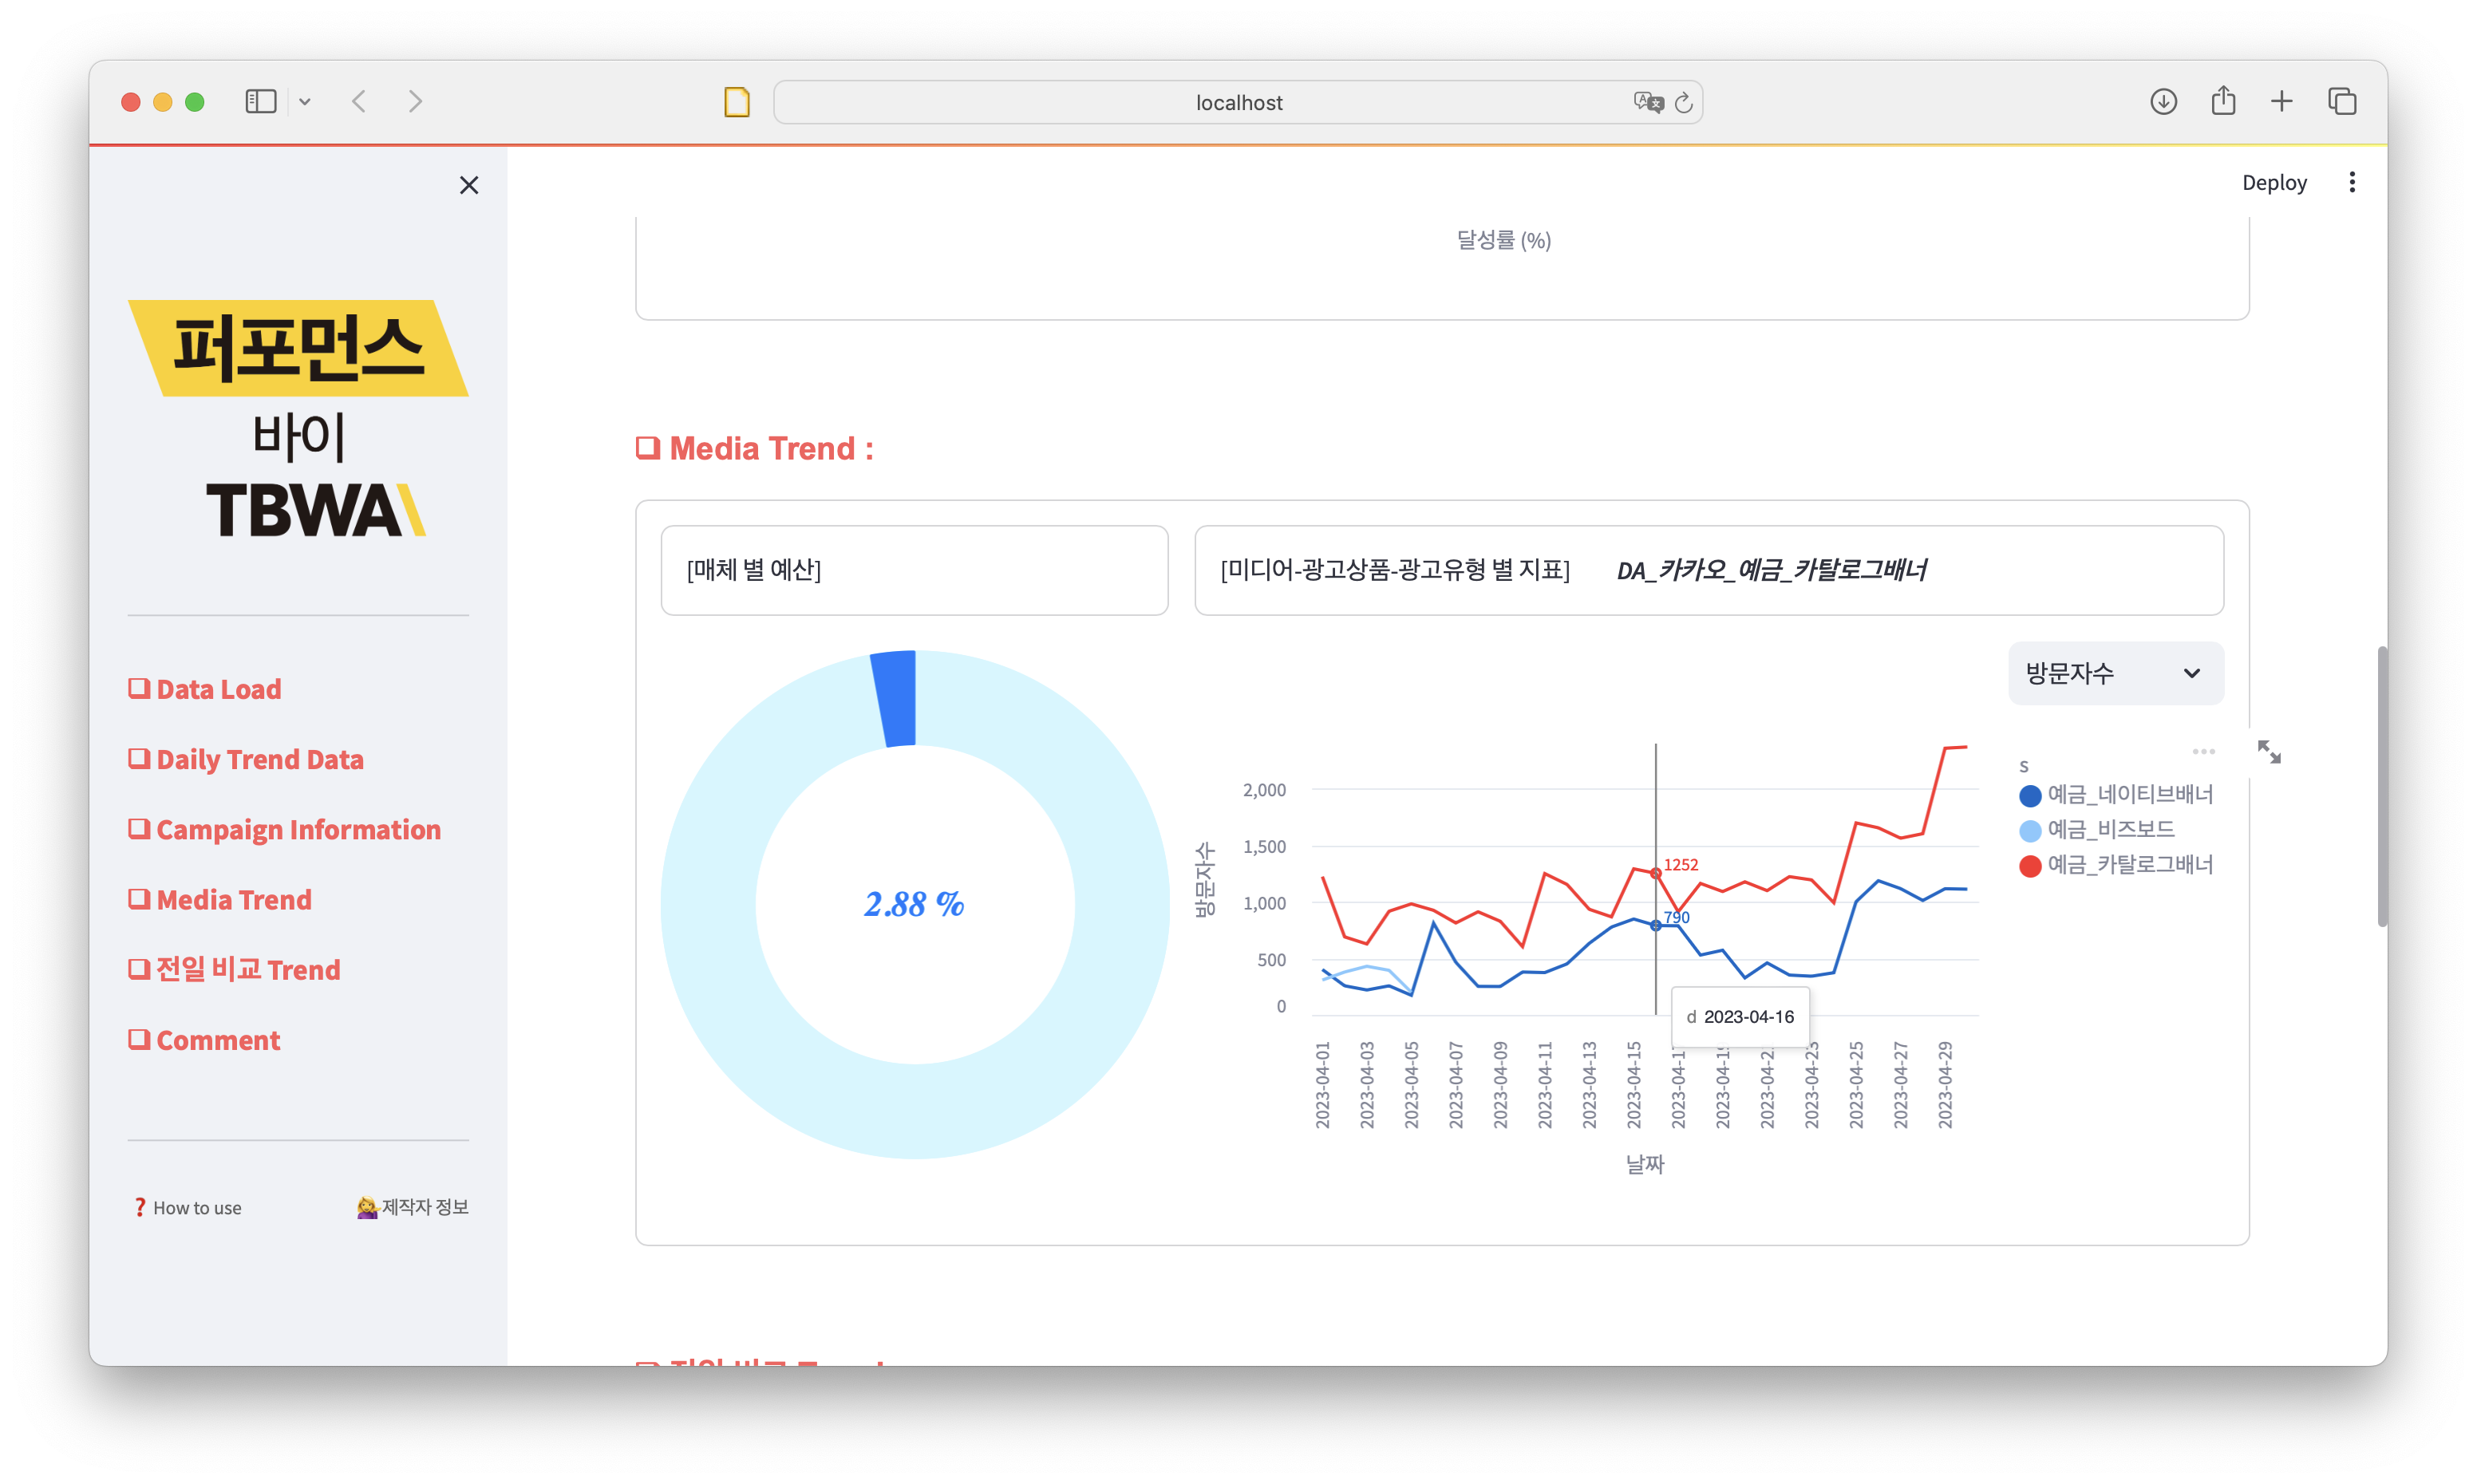 localhost
Deploy
퍼포먼스
바이
TBWA\
❏ Data Load
❏ Daily Trend Data
❏ Campaign Information
❏ Media Trend
❏ 전일 비교 Trend
❏ Comment
❓ How to use
💁‍♀️제작자 정보
달성률 (%)
❏ Media Trend :
[매체 별 예산]
[미디어-광고상품-광고유형 별 지표] DA_카카오_예금_카탈로그배너
2.88 %
방문자수
s
예금_네이티브배너
예금_비즈보드
예금_카탈로그배너
방문자수
2,000
1,500
1,000
500
0
1252
790
d 2023-04-16
2023-04-01
2023-04-03
2023-04-05
2023-04-07
2023-04-09
2023-04-11
2023-04-13
2023-04-15
2023-04-1
2023-04-1
2023-04-2
2023-04-23
2023-04-25
2023-04-27
2023-04-29
날짜